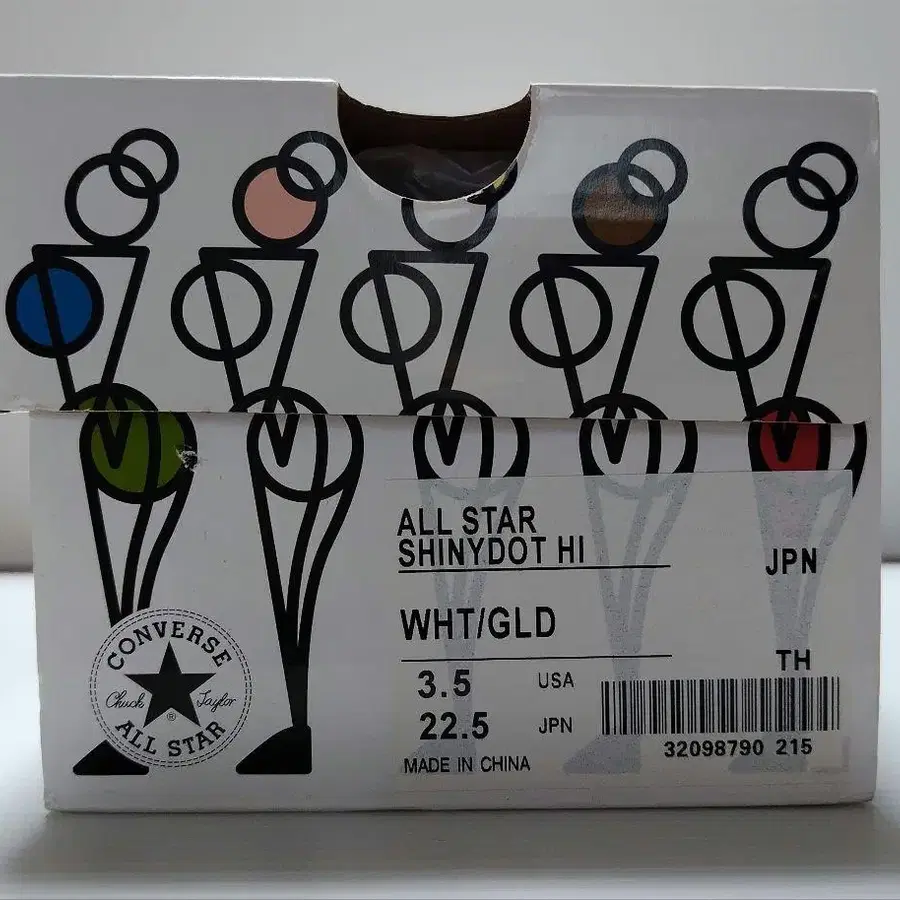 ALL STAR
SHINYDOT HI
JPN
WHT/GLD
TH
3.5 USA
22.5 JPN
32098790 215
MADE IN CHINA
CONVERSE
Chuck Taylor
®
ALL STAR